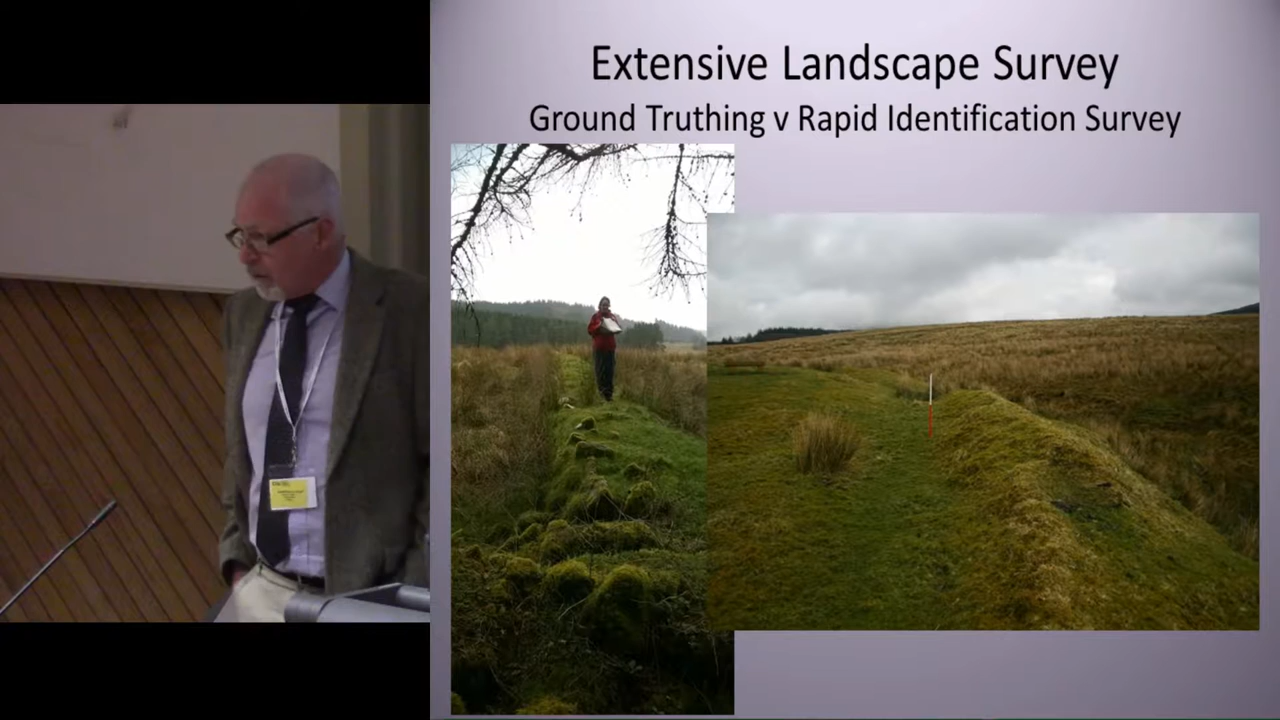 Extensive Landscape Survey
Ground Truthing v Rapid Identification Survey